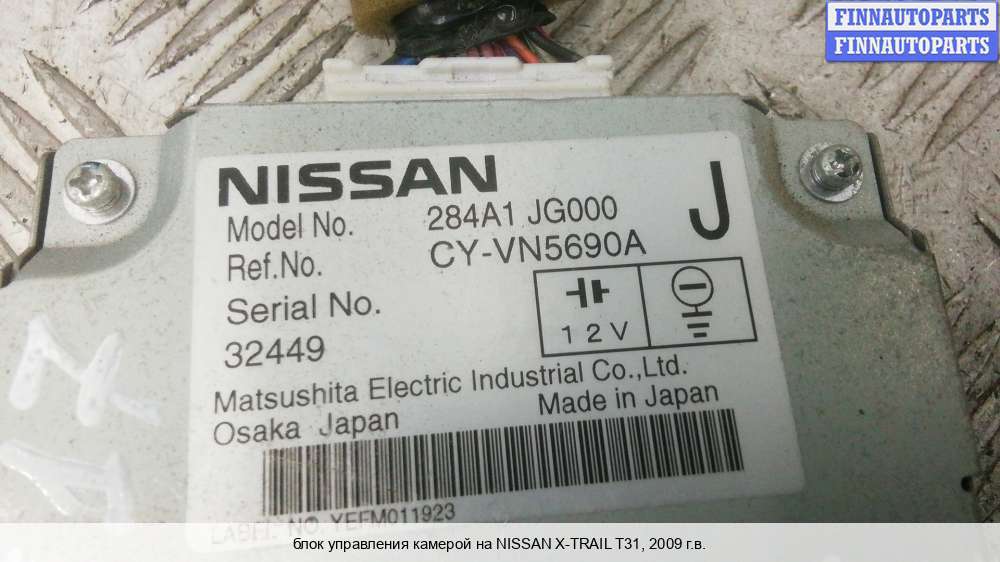 FINNAUTOPARTS
FINNAUTOPARTS
NISSAN
J
Model No. 284A1 JG000
Ref.No. CY-VN5690A
Serial No.
32449
12V
Matsushita Electric Industrial Co.,Ltd.
Osaka Japan Made in Japan
LABEL NO. YEFM011923
блок управления камерой на NISSAN X-TRAIL T31, 2009 г.в.